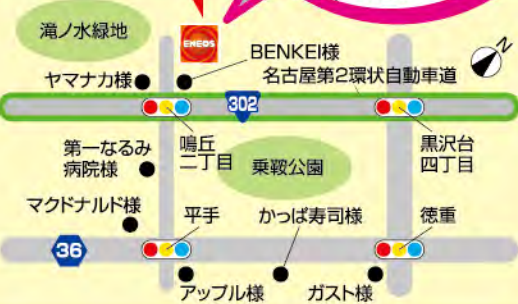 滝ノ水緑地
ENEOS
BENKEI様
ヤマナカ様
名古屋第2環状自動車道
302
鳴丘
二丁目
黒沢台
四丁目
第一なるみ
病院様
乗鞍公園
マクドナルド様
平手
かっぱ寿司様
徳重
36
アップル様
ガスト様
N